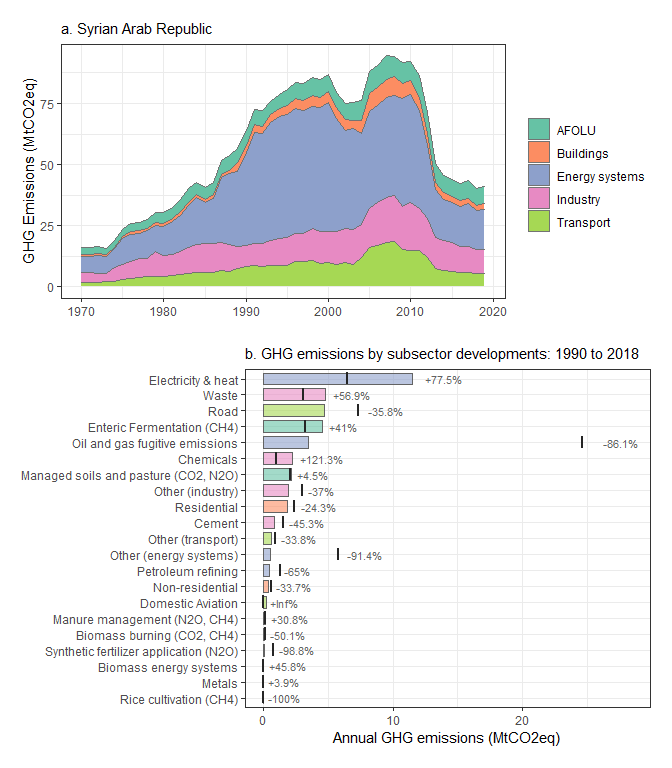 a. Syrian Arab Republic
GHG Emissions (MtCO2eq)
75
50
25
0
1970
1980
1990
2000
2010
2020
AFOLU
Buildings
Energy systems
Industry
Transport
b. GHG emissions by subsector developments: 1990 to 2018
Electricity & heat +77.5%
Waste +56.9%
Road -35.8%
Enteric Fermentation (CH4) +41%
Oil and gas fugitive emissions -86.1%
Chemicals +121.3%
Managed soils and pasture (CO2, N2O) +4.5%
Other (industry) -37%
Residential -24.3%
Cement -45.3%
Other (transport) -33.8%
Other (energy systems) -91.4%
Petroleum refining -65%
Non-residential -33.7%
Domestic Aviation +Inf%
Manure management (N2O, CH4) +30.8%
Biomass burning (CO2, CH4) -50.1%
Synthetic fertilizer application (N2O) -98.8%
Biomass energy systems +45.8%
Metals +3.9%
Rice cultivation (CH4) -100%
0
10
20
Annual GHG emissions (MtCO2eq)